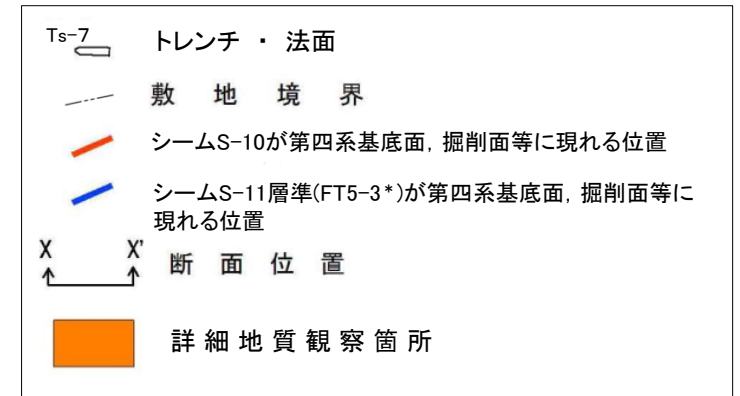 Ts-7 トレンチ ・ 法面
敷地境界
シームS-10が第四系基底面, 掘削面等に現れる位置
シームS-11層準(FT5-3*)が第四系基底面, 掘削面等に
現れる位置
X X' 断面位置
詳細地質観察箇所